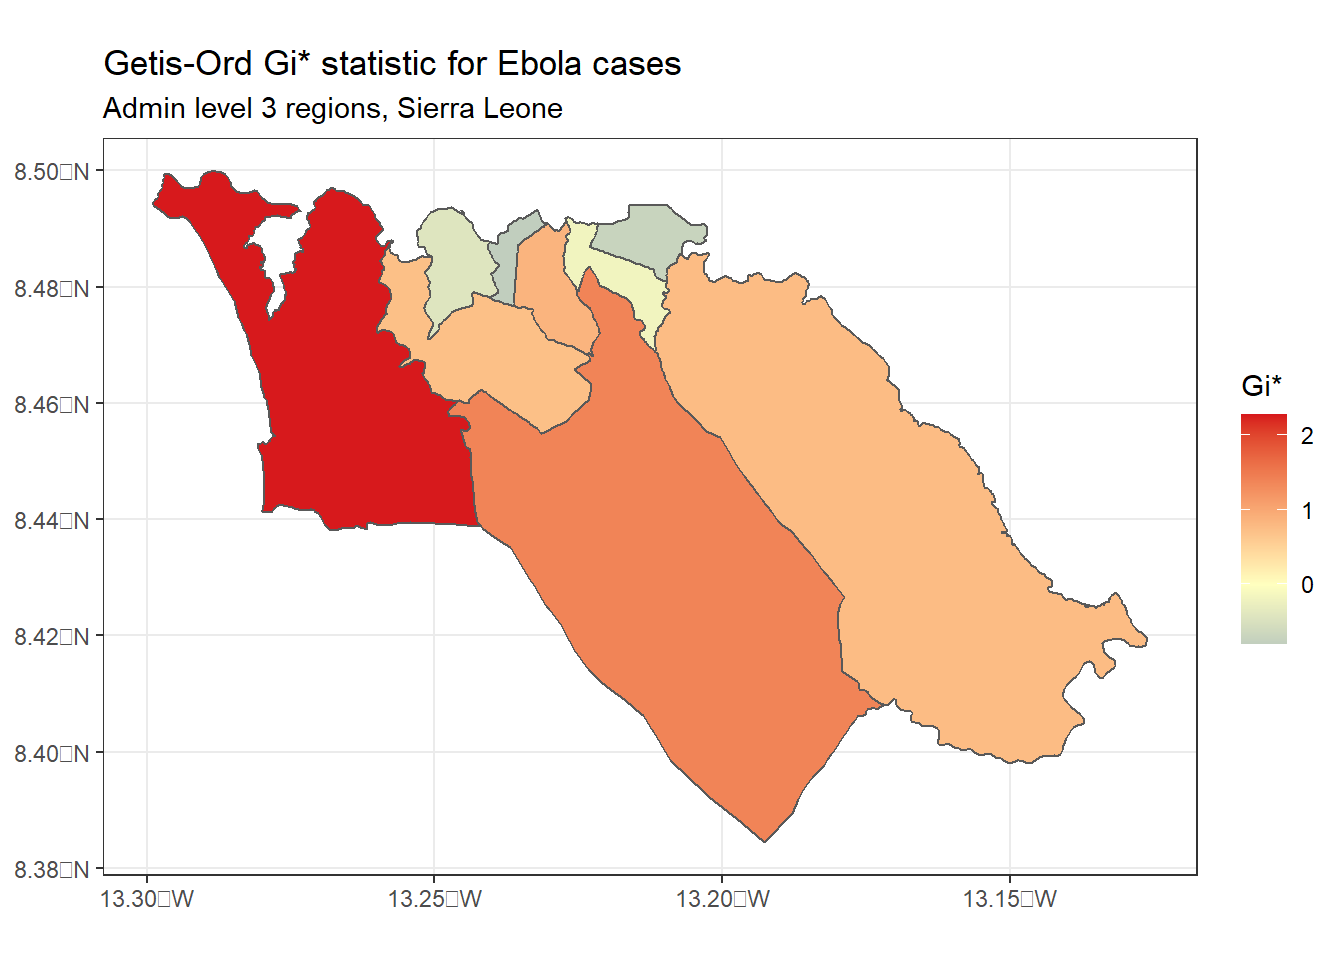 Getis-Ord Gi* statistic for Ebola cases
Admin level 3 regions, Sierra Leone
8.50□N
8.48□N
8.46□N
8.44□N
8.42□N
8.40□N
8.38□N
13.30□W
13.25□W
13.20□W
13.15□W
Gi*
2
1
0